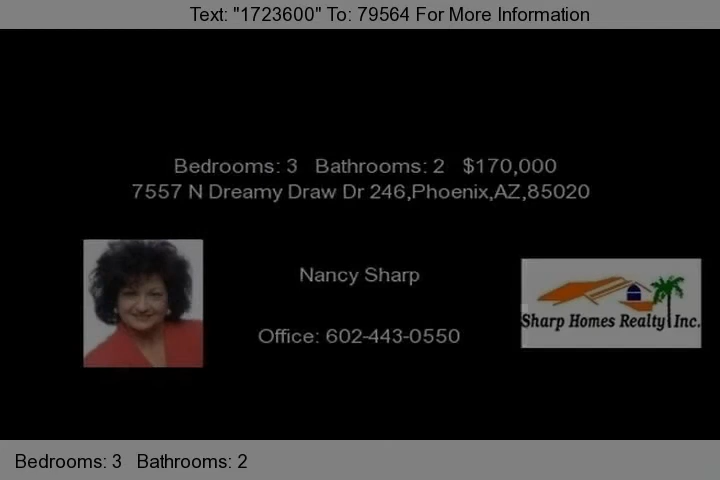 Text: "1723600" To: 79564 For More Information
Bedrooms: 3 Bathrooms: 2 $170,000
7557 N Dreamy Draw Dr 246,Phoenix,AZ,85020
Nancy Sharp
Office: 602-443-0550
Sharp Homes Realty Inc.
Bedrooms: 3 Bathrooms: 2